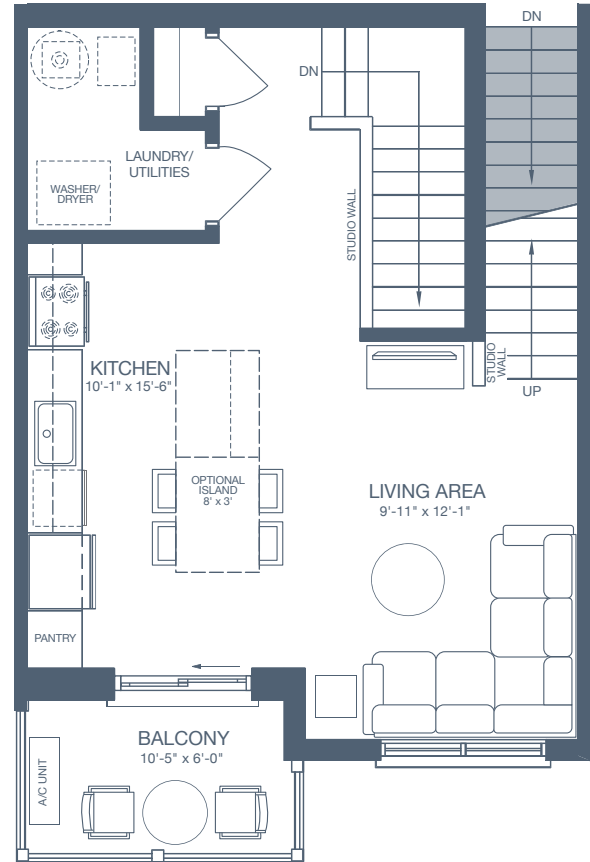 DN
DN
LAUNDRY/
UTILITIES
WASHER/
DRYER
STUDIO WALL
STUDIO
WALL
UP
KITCHEN
10'-1" x 15'-6"
OPTIONAL
ISLAND
8' x 3'
LIVING AREA
9'-11" x 12'-1"
PANTRY
BALCONY
10'-5" x 6'-0"
A/C UNIT